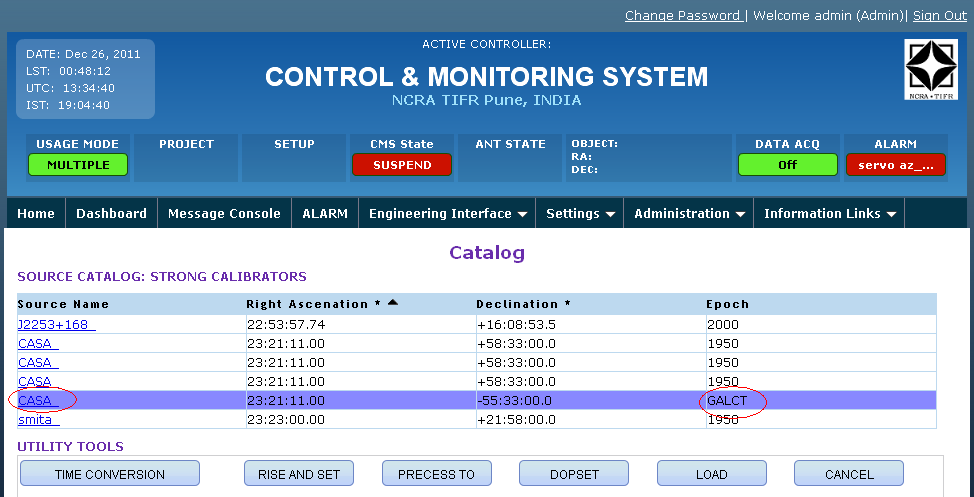 Change Password | Welcome admin (Admin)| Sign Out
DATE: Dec 26, 2011
LST: 00:48:12
UTC: 13:34:40
IST: 19:04:40
ACTIVE CONTROLLER:
CONTROL & MONITORING SYSTEM
NCRA TIFR Pune, INDIA
NCRA•TIFR
USAGE MODE PROJECT SETUP CMS State ANT STATE OBJECT: DATA ACQ ALARM
RA:
MULTIPLE SUSPEND DEC: Off servo az_...
Home Dashboard Message Console ALARM Engineering Interface Settings Administration Information Links
Catalog
SOURCE CATALOG: STRONG CALIBRATORS
Source Name Right Ascenation * Declination * Epoch
J2253+168 22:53:57.74 +16:08:53.5 2000
CASA 23:21:11.00 +58:33:00.0 1950
CASA 23:21:11.00 +58:33:00.0 1950
CASA 23:21:11.00 +58:33:00.0 1950
CASA 23:21:11.00 -55:33:00.0 GALCT
smita 23:23:00.00 +21:58:00.0 1950
UTILITY TOOLS
TIME CONVERSION RISE AND SET PRECESS TO DOPSET LOAD CANCEL